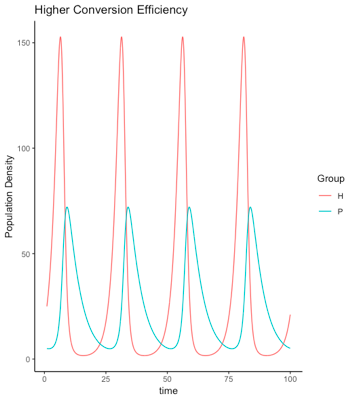 Higher Conversion Efficiency
150
100
50
0
Population Density
0 25 50 75 100
time
Group
H
P